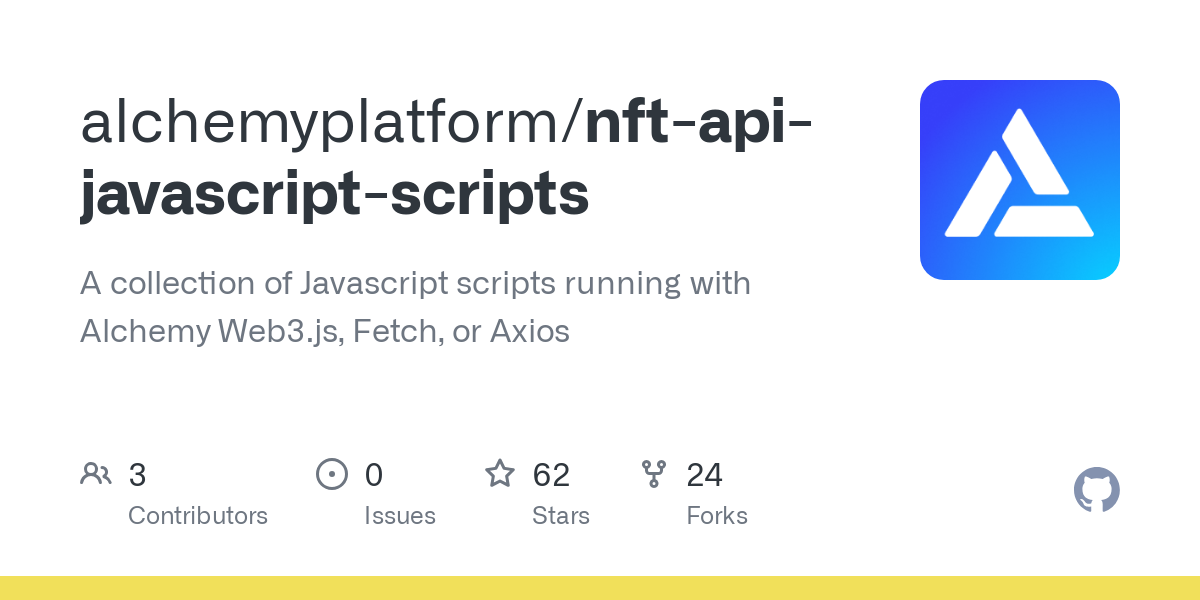 alchemyplatform/nft-api-
javascript-scripts
A collection of Javascript scripts running with
Alchemy Web3.js, Fetch, or Axios
3 0 62 24
Contributors Issues Stars Forks